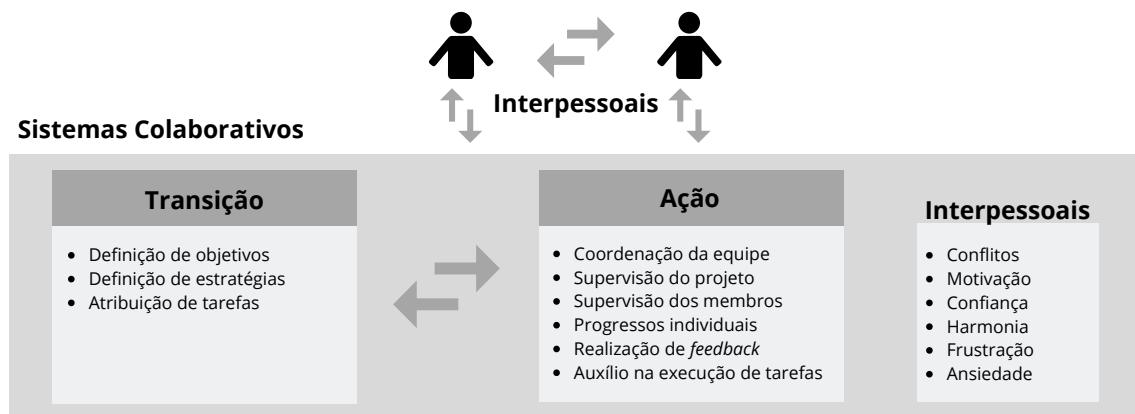 Interpessoais
Sistemas Colaborativos
Transição
• Definição de objetivos
• Definição de estratégias
• Atribuição de tarefas
Ação
• Coordenação da equipe
• Supervisão do projeto
• Supervisão dos membros
• Progressos individuais
• Realização de feedback
• Auxílio na execução de tarefas
Interpessoais
• Conflitos
• Motivação
• Confiança
• Harmonia
• Frustração
• Ansiedade